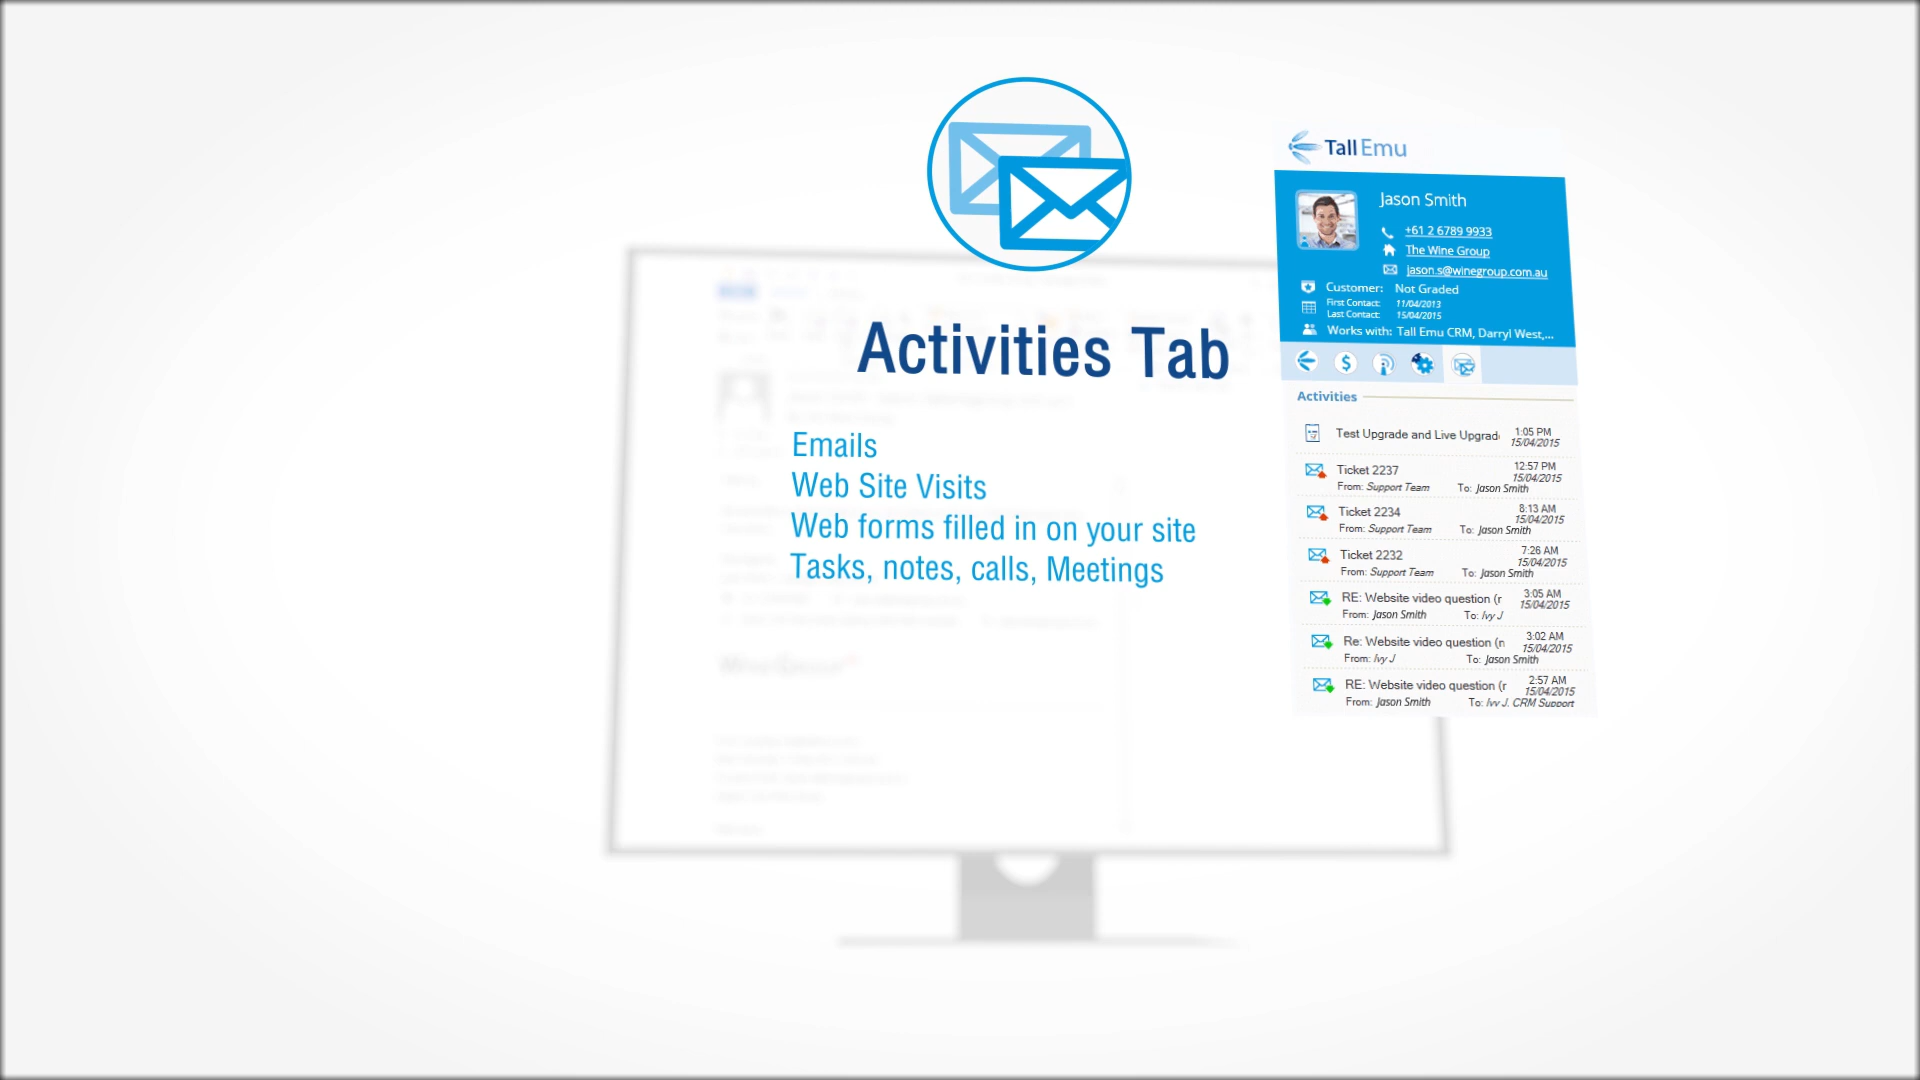 Activities Tab
Emails
Web Site Visits
Web forms filled in on your site
Tasks, notes, calls, Meetings
Tall Emu
Jason Smith
+61 2 6789 9933
The Wine Group
jason.s@winegroup.com.au
Customer: Not Graded
First Contact: 11/04/2013
Last Contact: 15/04/2015
Works with: Tall Emu CRM, Darryl West,...
Activities
Test Upgrade and Live Upgrad 1:05 PM
15/04/2015
Ticket 2237 12:57 PM
15/04/2015
From: Support Team To: Jason Smith
Ticket 2234 8:13 AM
15/04/2015
From: Support Team To: Jason Smith
Ticket 2232 7:26 AM
15/04/2015
From: Support Team To: Jason Smith
RE: Website video question (r 3:05 AM
15/04/2015
From: Jason Smith To: Ivy J
Re: Website video question (n 3:02 AM
15/04/2015
From: Ivy J To: Jason Smith
RE: Website video question (r 2:57 AM
15/04/2015
From: Jason Smith To: Ivy J. CRM Support